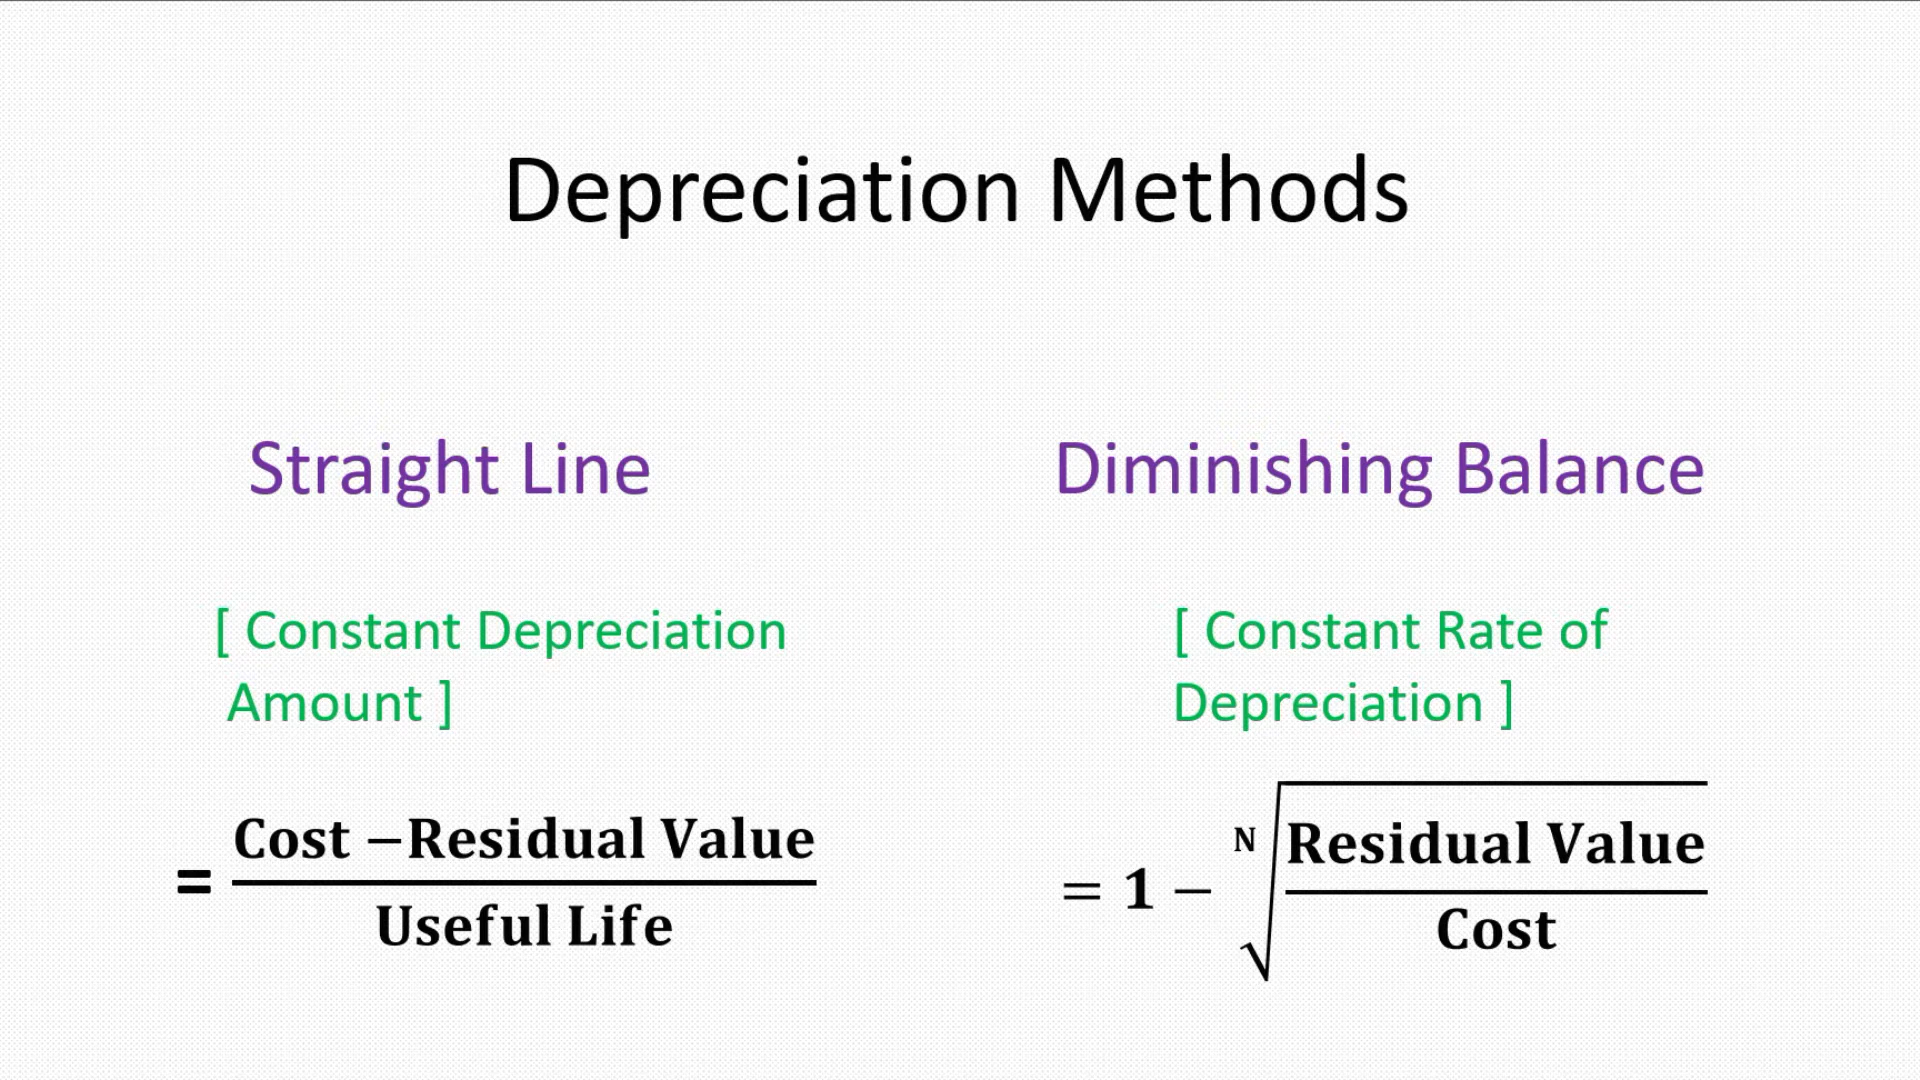 Depreciation Methods
Straight Line
[ Constant Depreciation
Amount ]
= Cost –Residual Value
Useful Life
Diminishing Balance
[ Constant Rate of
Depreciation ]
= 1 – N√ Residual Value
Cost